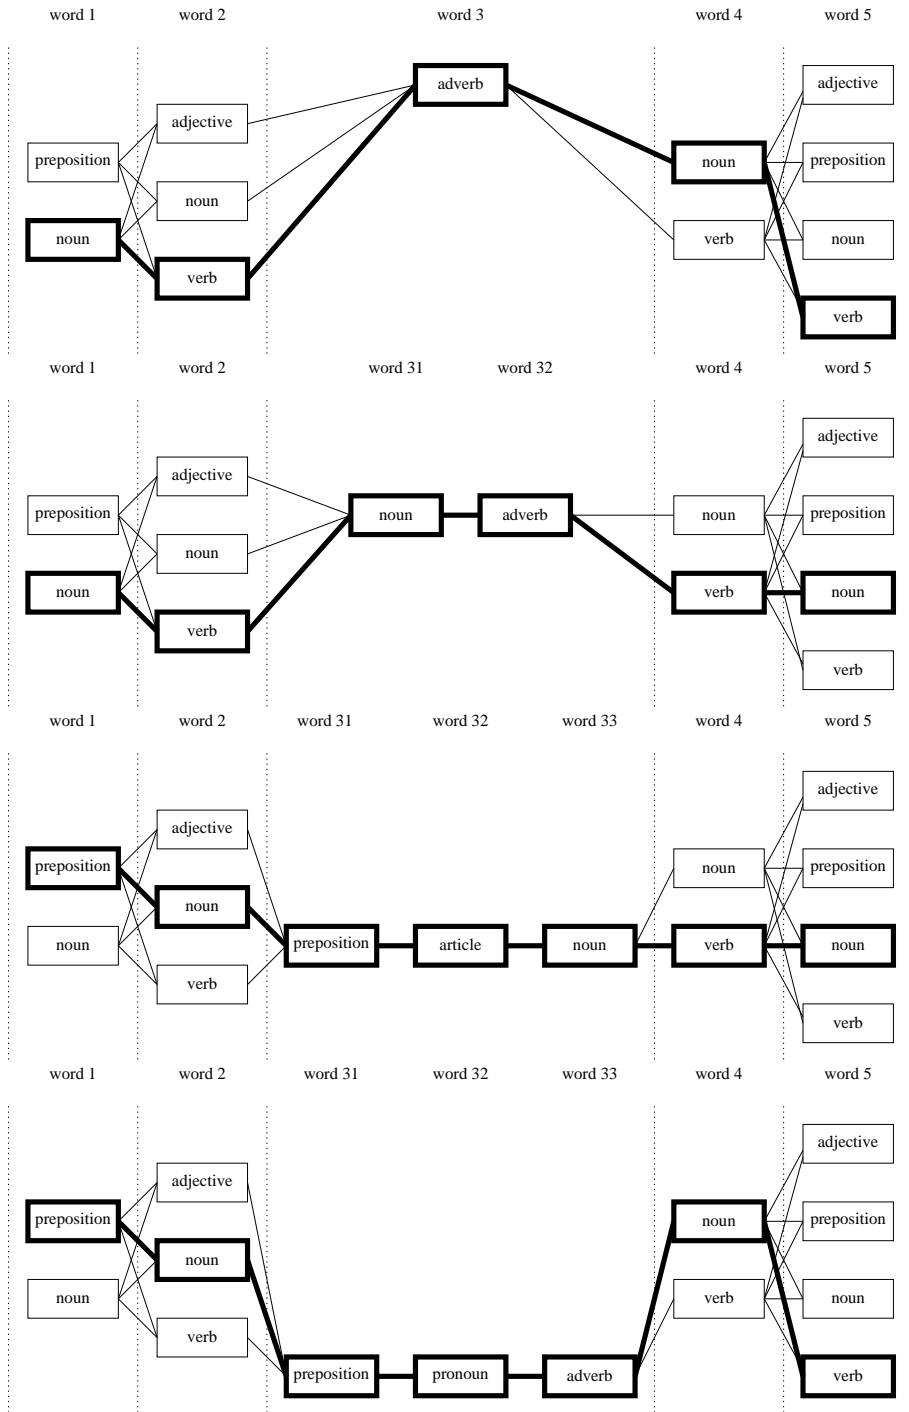 word 1 word 2 word 3 word 4 word 5
adverb adjective
adjective
preposition noun preposition
noun
noun verb noun
verb
verb
word 1 word 2 word 31 word 32 word 4 word 5
adjective
adjective
preposition noun adverb noun preposition
noun
noun verb noun
verb
verb
word 1 word 2 word 31 word 32 word 33 word 4 word 5
adjective
adjective
preposition noun preposition
noun
noun preposition article noun verb noun
verb
verb
word 1 word 2 word 31 word 32 word 33 word 4 word 5
adjective
adjective
preposition noun preposition
noun
noun verb noun
verb
preposition pronoun adverb verb